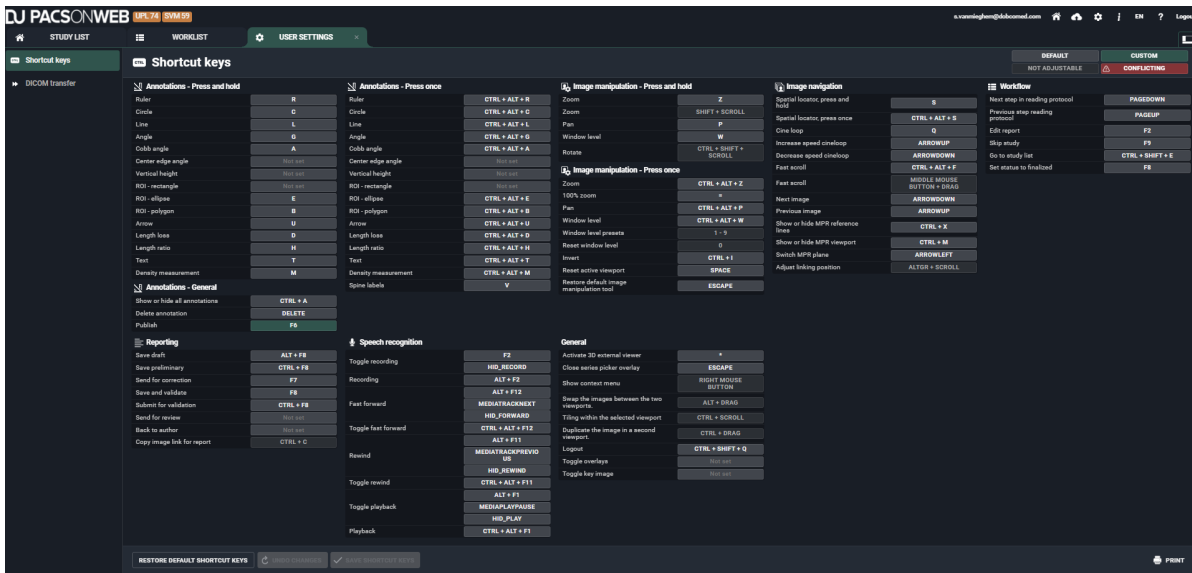 DJ PACSONWEB UPL 74 SVM 59
s.vanmieghem@dobcomed.com i EN ? Logou
STUDY LIST
WORKLIST
USER SETTINGS ×
Shortcut keys
DICOM transfer
CTRL Shortcut keys
DEFAULT CUSTOM
NOT ADJUSTABLE CONFLICTING
Annotations - Press and hold
Ruler R
Circle C
Line L
Angle G
Cobb angle A
Center edge angle Not set
Vertical height Not set
ROI - rectangle Not set
ROI - ellipse E
ROI - polygon B
Arrow U
Length loss D
Length ratio H
Text T
Density measurement M
Annotations - General
Show or hide all annotations CTRL + A
Delete annotation DELETE
Publish F6
Annotations - Press once
Ruler CTRL + ALT + R
Circle CTRL + ALT + C
Line CTRL + ALT + L
Angle CTRL + ALT + G
Cobb angle CTRL + ALT + A
Center edge angle Not set
Vertical height Not set
ROI - rectangle Not set
ROI - ellipse CTRL + ALT + E
ROI - polygon CTRL + ALT + B
Arrow CTRL + ALT + U
Length loss CTRL + ALT + D
Length ratio CTRL + ALT + H
Text CTRL + ALT + T
Density measurement CTRL + ALT + M
Spine labels V
Image manipulation - Press and hold
Zoom Z
Zoom SHIFT + SCROLL
Pan P
Window level W
Rotate CTRL + SHIFT +
SCROLL
Image manipulation - Press once
Zoom CTRL + ALT + Z
100% zoom =
Pan CTRL + ALT + P
Window level CTRL + ALT + W
Window level presets 1 - 9
Reset window level 0
Invert CTRL + I
Reset active viewport SPACE
Restore default image
manipulation tool ESCAPE
Image navigation
Spatial locator, press and
hold S
Spatial locator, press once CTRL + ALT + S
Cine loop Q
Increase speed cineloop ARROWUP
Decrease speed cineloop ARROWDOWN
Fast scroll CTRL + ALT + F
Fast scroll MIDDLE MOUSE
BUTTON + DRAG
Next image ARROWDOWN
Previous image ARROWUP
Show or hide MPR reference
lines CTRL + X
Show or hide MPR viewport CTRL + M
Switch MPR plane ARROWLEFT
Adjust linking position ALTGR + SCROLL
Workflow
Next step in reading protocol PAGEDOWN
Previous step reading
protocol PAGEUP
Edit report F2
Skip study F9
Go to study list CTRL + SHIFT + E
Set status to finalized F8
Reporting
Save draft ALT + F8
Save preliminary CTRL + F8
Send for correction F7
Save and validate F8
Submit for validation CTRL + F8
Send for review Not set
Back to author Not set
Copy image link for report CTRL + C
Speech recognition
Toggle recording F2
HID_RECORD
Recording ALT + F2
Fast forward ALT + F12
MEDIATRACKNEXT
HID_FORWARD
Toggle fast forward CTRL + ALT + F12
Rewind ALT + F11
MEDIATRACKPREVIO
US
HID_REWIND
Toggle rewind CTRL + ALT + F11
Toggle playback ALT + F1
MEDIAPLAYPAUSE
HID_PLAY
Playback CTRL + ALT + F1
General
Activate 3D external viewer *
Close series picker overlay ESCAPE
Show context menu RIGHT MOUSE
BUTTON
Swap the images between the two
viewports. ALT + DRAG
Tiling within the selected viewport CTRL + SCROLL
Duplicate the image in a second
viewport. CTRL + DRAG
Logout CTRL + SHIFT + Q
Toggle overlays Not set
Toggle key image Not set
RESTORE DEFAULT SHORTCUT KEYS UNDO CHANGES SAVE SHORTCUT KEYS PRINT